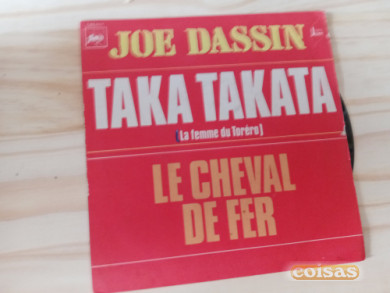 JOE DASSIN
TAKA TAKATA
(La femme du Toréro)
LE CHEVAL
DE FER
coisas